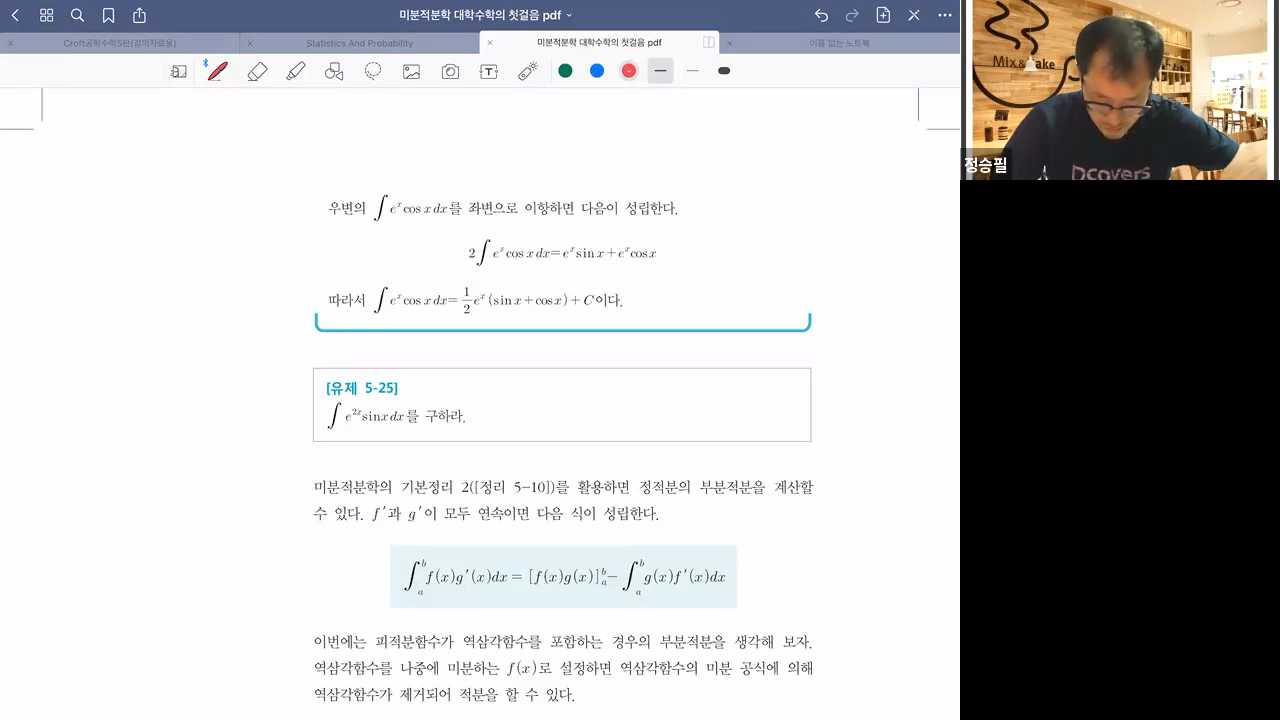 미분적분학 대학수학의 첫걸음 pdf
Croft공학수학5판(강의자료용)
Statistics And Probability
미분적분학 대학수학의 첫걸음 pdf
이름 없는 노트북
Mix&Bake
Dcovers
정승필
우변의 ∫ eˣcos x dx를 좌변으로 이항하면 다음이 성립한다.
2∫ eˣcos x dx=eˣsin x+eˣcos x
따라서 ∫ eˣcos x dx=1/2 eˣ(sin x+cos x)+C이다.
[유제 5-25]
∫ e²ˣsin x dx를 구하라.
미분적분학의 기본정리 2([정리 5-10])를 활용하면 정적분의 부분적분을 계산할
수 있다. f′과 g′이 모두 연속이면 다음 식이 성립한다.
∫ₐᵇ f(x)g′(x)dx = [f(x)g(x)]ₐᵇ − ∫ₐᵇ g(x)f′(x)dx
이번에는 피적분함수가 역삼각함수를 포함하는 경우의 부분적분을 생각해 보자.
역삼각함수를 나중에 미분하는 f(x)로 설정하면 역삼각함수의 미분 공식에 의해
역삼각함수가 제거되어 적분을 할 수 있다.